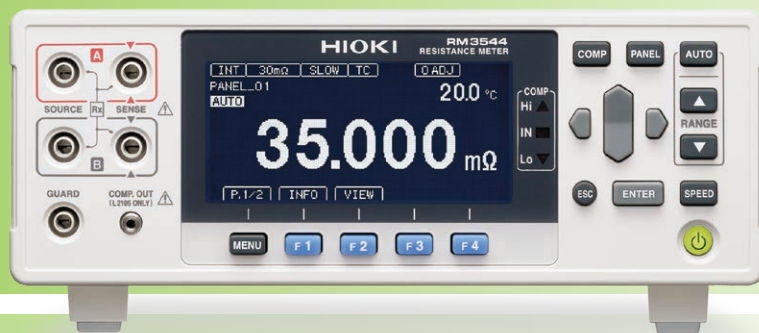 HIOKI
RM3544
RESISTANCE METER
A
SOURCE Rx SENSE
B
GUARD COMP. OUT
(L2105 ONLY)
INT 30mΩ SLOW TC 0 ADJ
PANEL_01
AUTO
20.0 °C
35.000 mΩ
COMP
Hi
IN
Lo
P.1/2 INFO VIEW
MENU F1 F2 F3 F4
COMP PANEL AUTO
RANGE
ESC ENTER SPEED